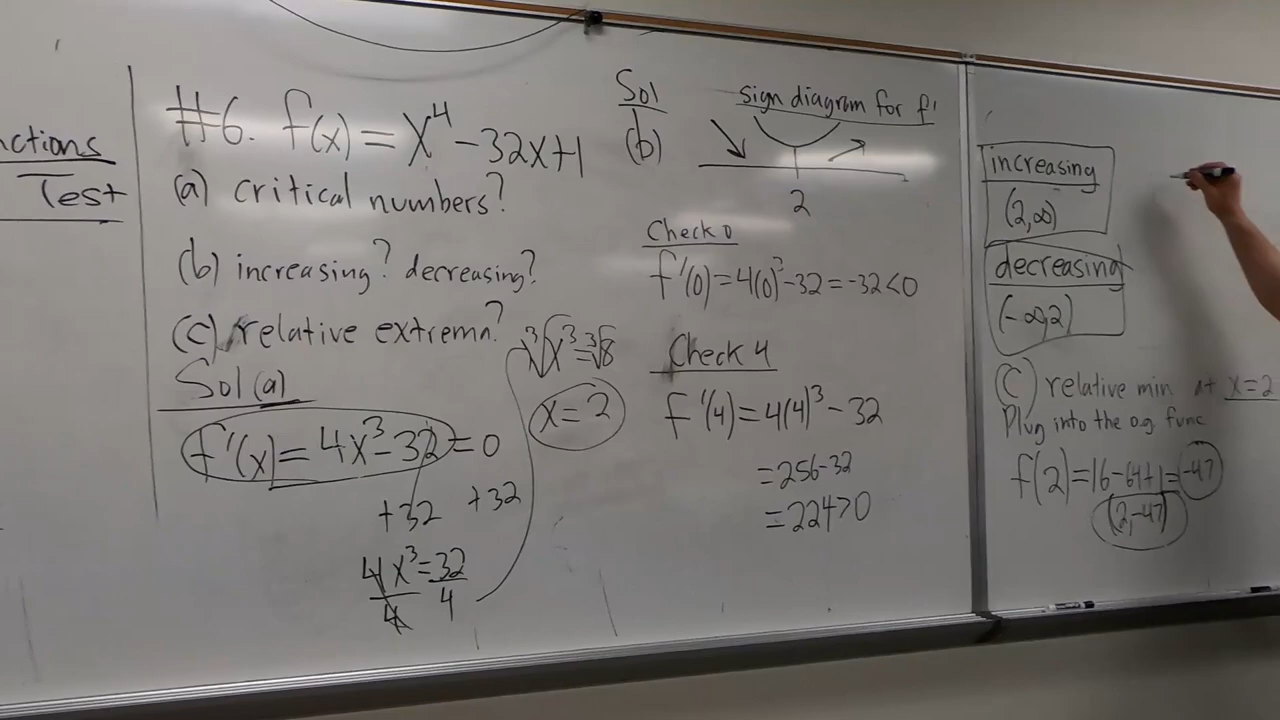 ctions
Test
#6. f(x) = x⁴ - 32x+1
(a) critical numbers?
(b) increasing? decreasing?
(c) relative extrema?
Sol (a)
f'(x) = 4x³-32 = 0
+32 +32
4x³ = 32
4 4
³√x³ = ³√8
x = 2
Sol
(b)
sign diagram for f'
2
Check 0
f'(0) = 4(0)³-32 = -32 < 0
Check 4
f'(4) = 4(4)³ - 32
= 256-32
= 224 > 0
increasing
(2,∞)
decreasing
(-∞,2)
(C) relative min at x=2
Plug into the o.g. func
f(2) = 16-64+1 = -47
(2,-47)